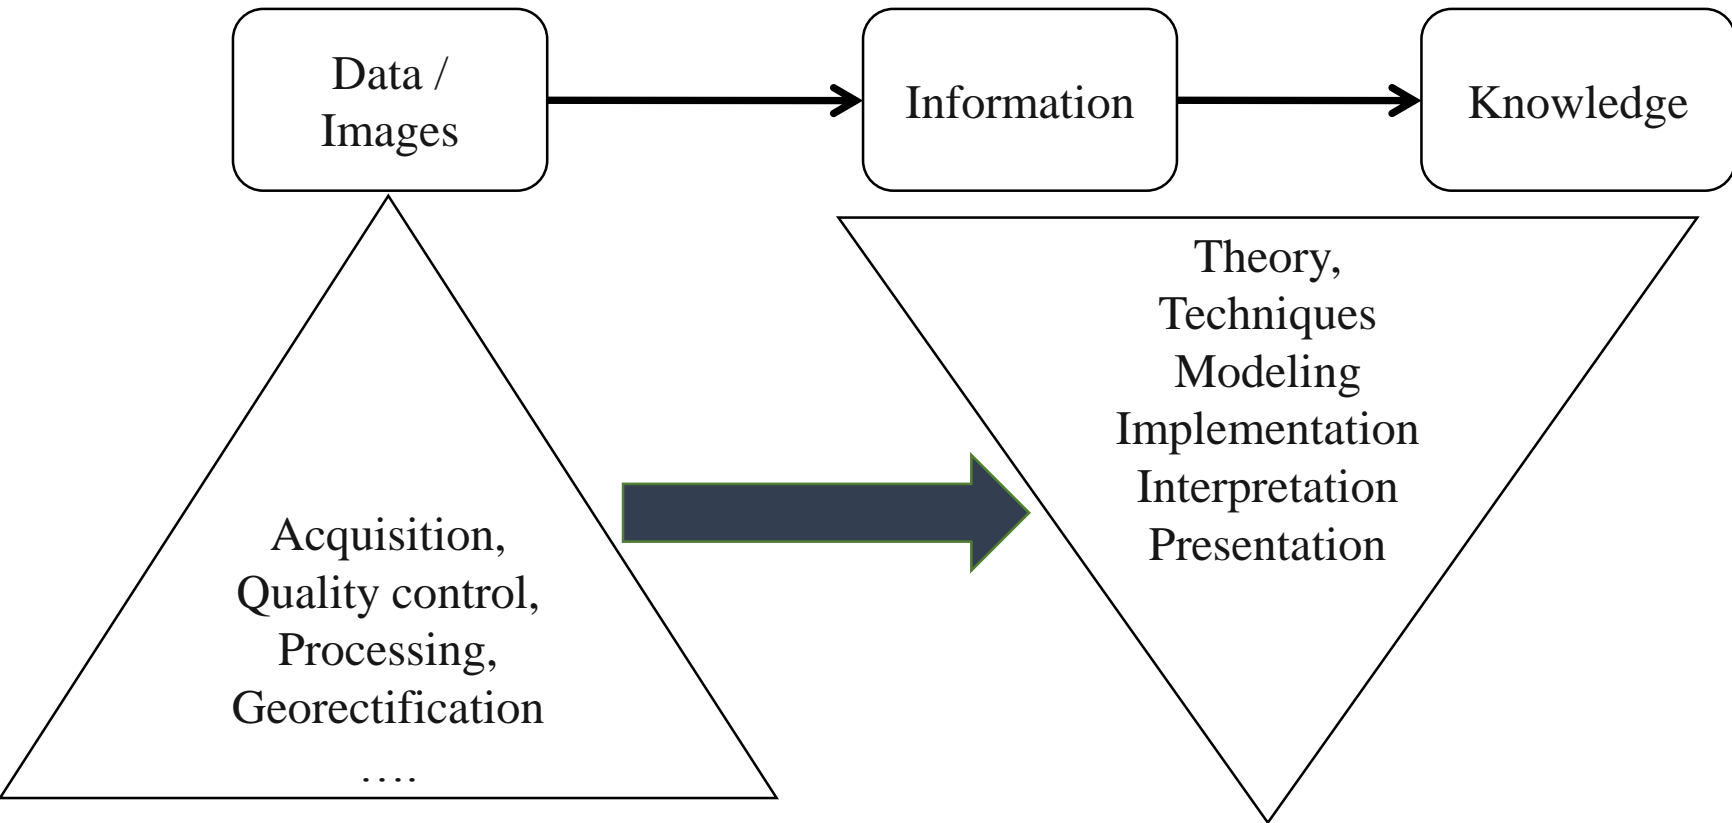 Data /
Images
Information
Knowledge
Theory,
Techniques
Modeling
Implementation
Interpretation
Presentation
Acquisition,
Quality control,
Processing,
Georectification
….